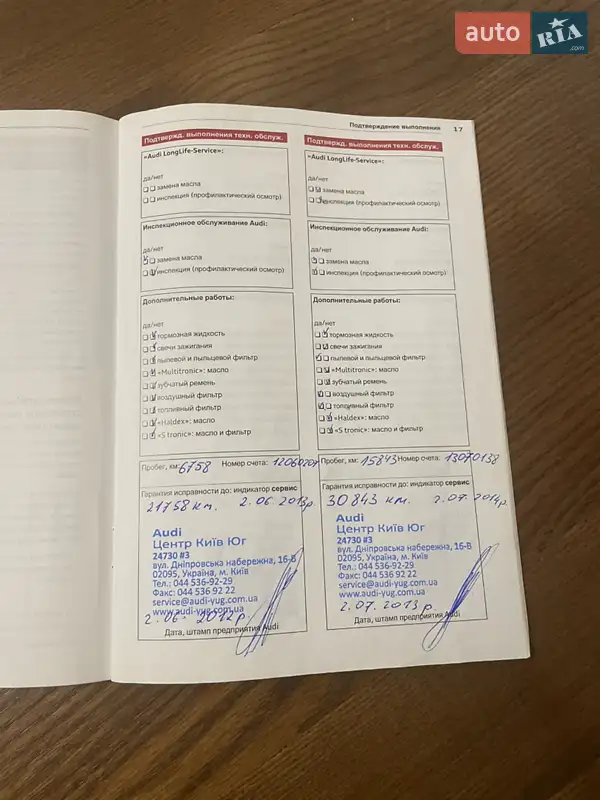 auto RIA .com
Подтверждение выполнения 17
Подтвержд. выполнения техн. обслуж.
«Audi LongLife-Service»:
да/нет
замена масла
инспекция (профилактический осмотр)
Инспекционное обслуживание Audi:
да/нет
замена масла
инспекция (профилактический осмотр)
Дополнительные работы:
да/нет
тормозная жидкость
свечи зажигания
пылевой и пыльцевой фильтр
«Multitronic»: масло
зубчатый ремень
воздушный фильтр
топливный фильтр
«Haldex»: масло
«S tronic»: масло и фильтр
Пробег, км: 6758 Номер счета: 12060207
Гарантия исправности до: индикатор сервис
21758 км. 2.06.2013р
Audi
Центр Київ Юг
24730 #3
вул. Дніпровська набережна, 16-В
02095, Україна, м. Київ
Тел.: 044 536-92-29
Факс: 044 536 92 22
service@audi-yug.com.ua
www.audi-yug.com.ua
2.06.2012р
Дата, штамп предприятия Audi
Подтвержд. выполнения техн. обслуж.
«Audi LongLife-Service»:
да/нет
замена масла
инспекция (профилактический осмотр)
Инспекционное обслуживание Audi:
да/нет
замена масла
инспекция (профилактический осмотр)
Дополнительные работы:
да/нет
тормозная жидкость
свечи зажигания
пылевой и пыльцевой фильтр
«Multitronic»: масло
зубчатый ремень
воздушный фильтр
топливный фильтр
«Haldex»: масло
«S tronic»: масло и фильтр
Пробег, км: 15843 Номер счета: 13070138
Гарантия исправности до: индикатор сервис
30843 км. 2.07.2014р
Audi
Центр Київ Юг
24730 #3
вул. Дніпровська набережна, 16-В
02095, Україна, м. Київ
Тел.: 044 536-92-29
Факс: 044 536 92 22
service@audi-yug.com.ua
www.audi-yug.com.ua
2.07.2013р
Дата, штамп предприятия Audi